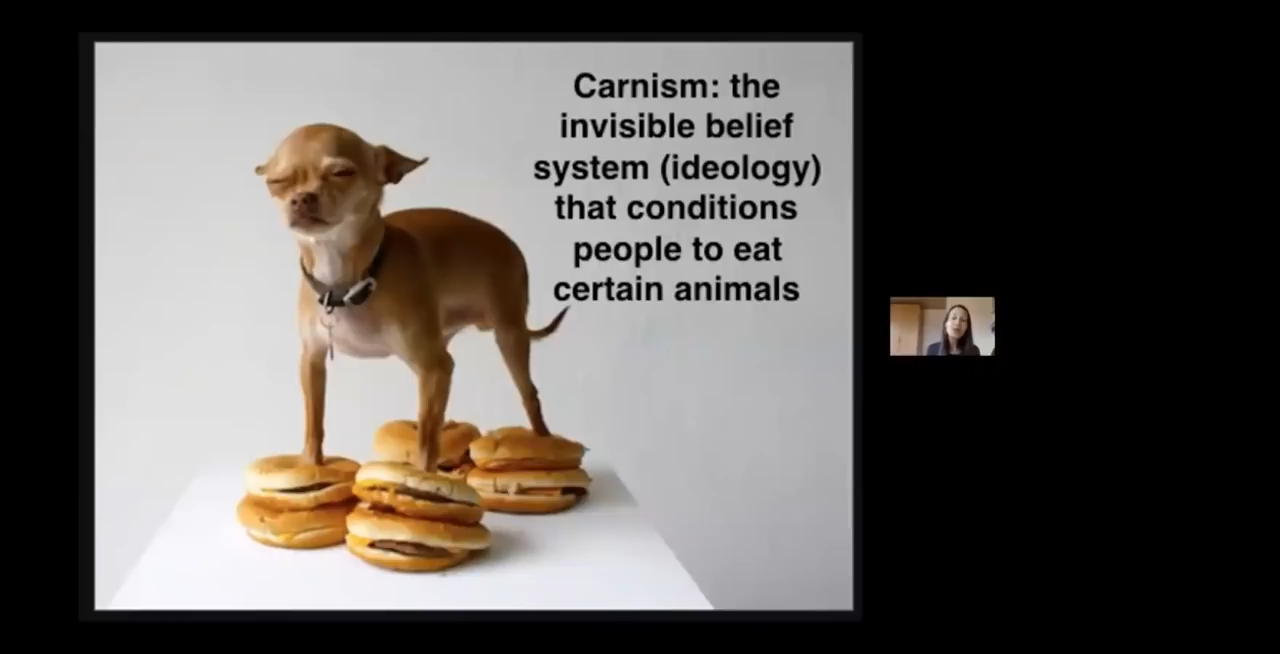 Carnism: the
invisible belief
system (ideology)
that conditions
people to eat
certain animals